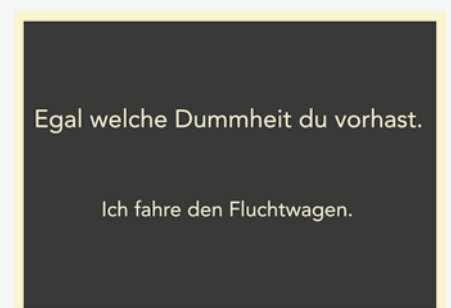 Egal welche Dummheit du vorhast.
Ich fahre den Fluchtwagen.